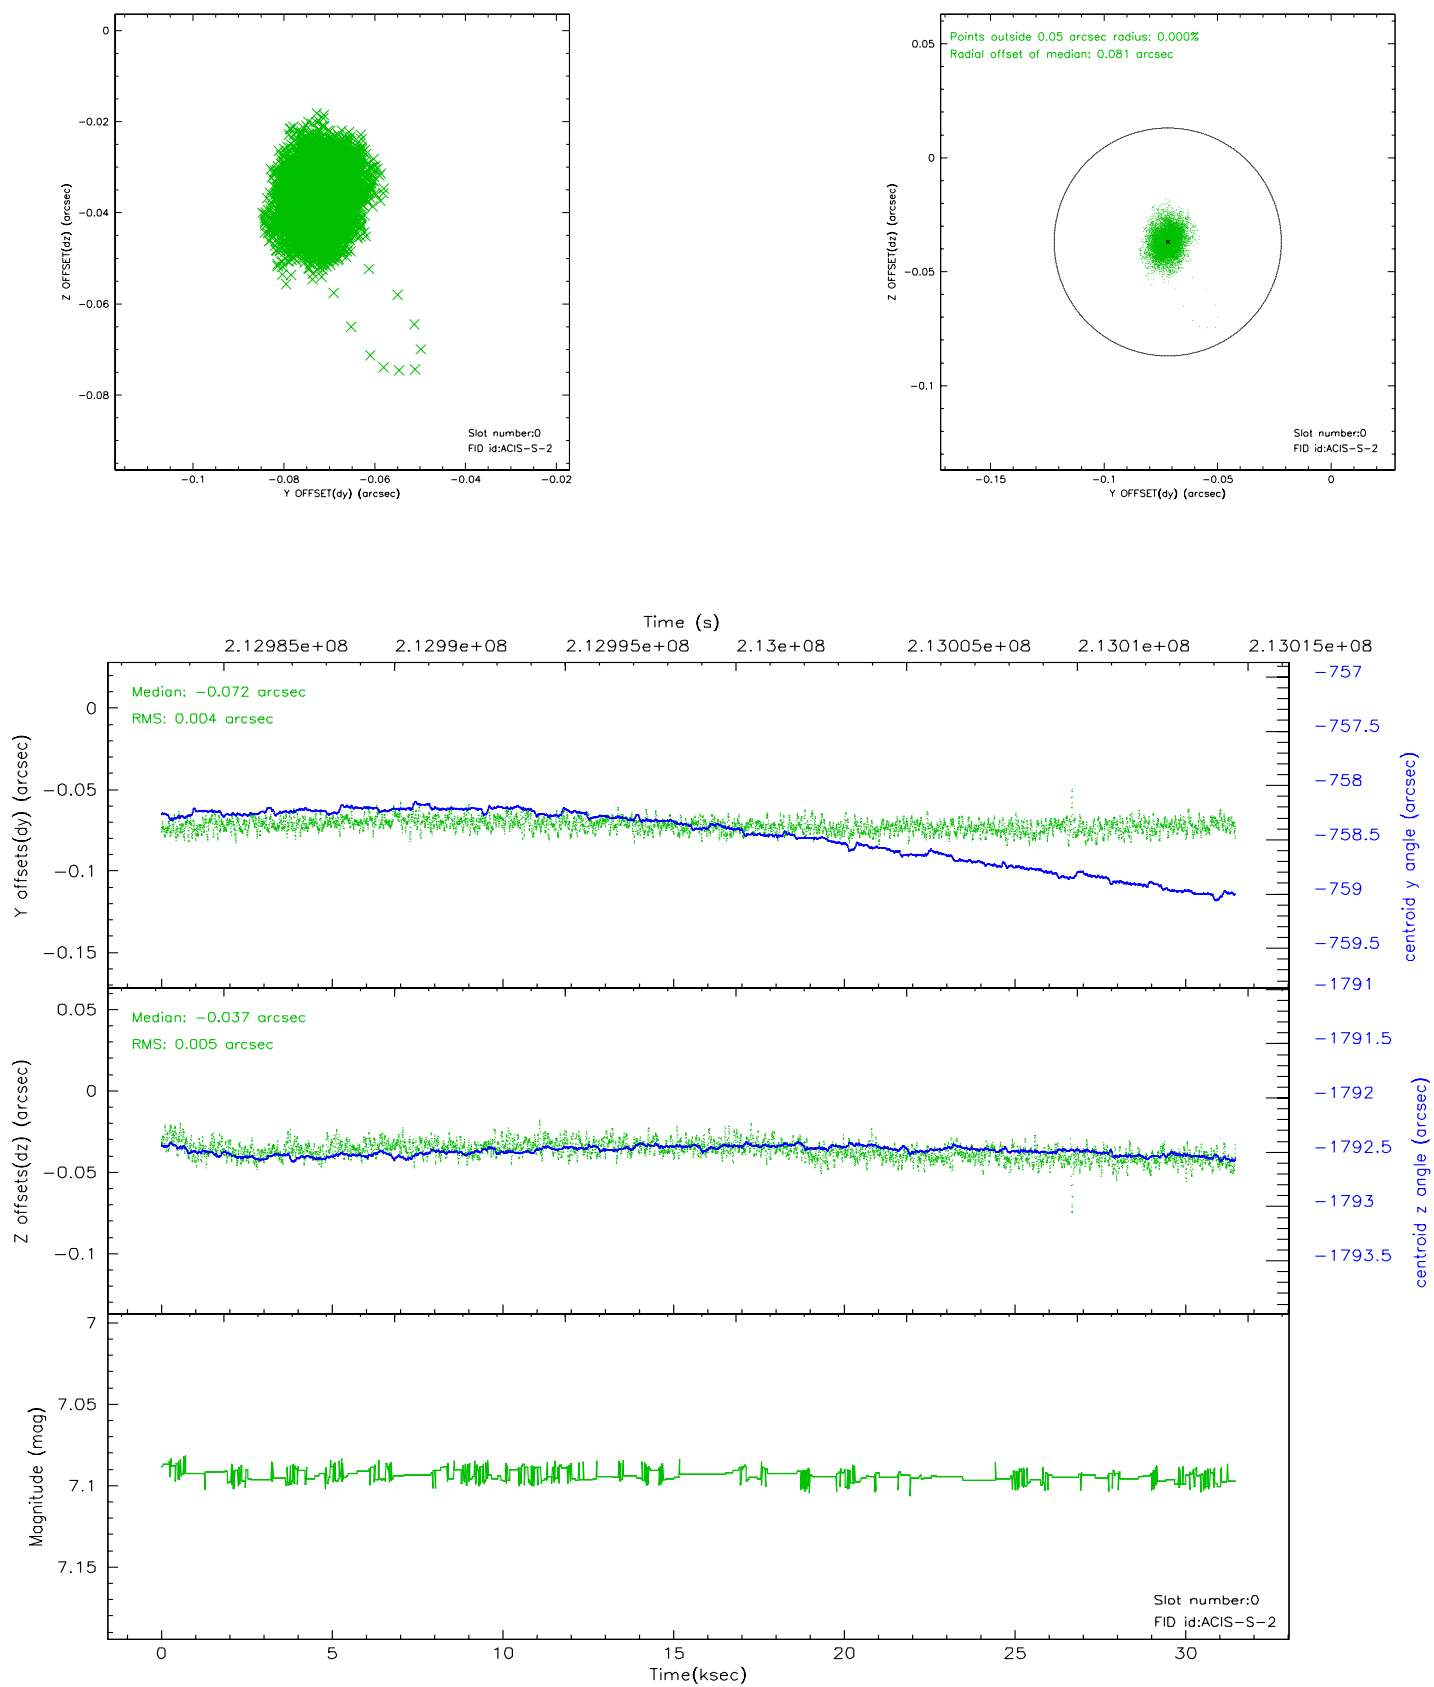 0
−0.02
−0.04
−0.06
−0.08
Z OFFSET(dz) (arcsec)
Slot number:0
FID id:ACIS−S−2
−0.1 −0.08 −0.06 −0.04 −0.02
Y OFFSET(dy) (arcsec)
Points outside 0.05 arcsec radius: 0.000%
Radial offset of median: 0.081 arcsec
0.05
0
−0.05
−0.1
Z OFFSET(dz) (arcsec)
Slot number:0
FID id:ACIS−S−2
−0.15 −0.1 −0.05 0
Y OFFSET(dy) (arcsec)
Time (s)
2.12985e+08 2.1299e+08 2.12995e+08 2.13e+08 2.13005e+08 2.1301e+08 2.13015e+08
Median: −0.072 arcsec
RMS: 0.004 arcsec
0
−0.05
−0.1
−0.15
Y offsets(dy) (arcsec)
−757
−757.5
−758
−758.5
−759
−759.5
centroid y angle (arcsec)
Median: −0.037 arcsec
RMS: 0.005 arcsec
0.05
0
−0.05
−0.1
Z offsets(dz) (arcsec)
−1791
−1791.5
−1792
−1792.5
−1793
−1793.5
centroid z angle (arcsec)
7
7.05
7.1
7.15
Magnitude (mag)
Slot number:0
FID id:ACIS−S−2
0 5 10 15 20 25 30
Time(ksec)